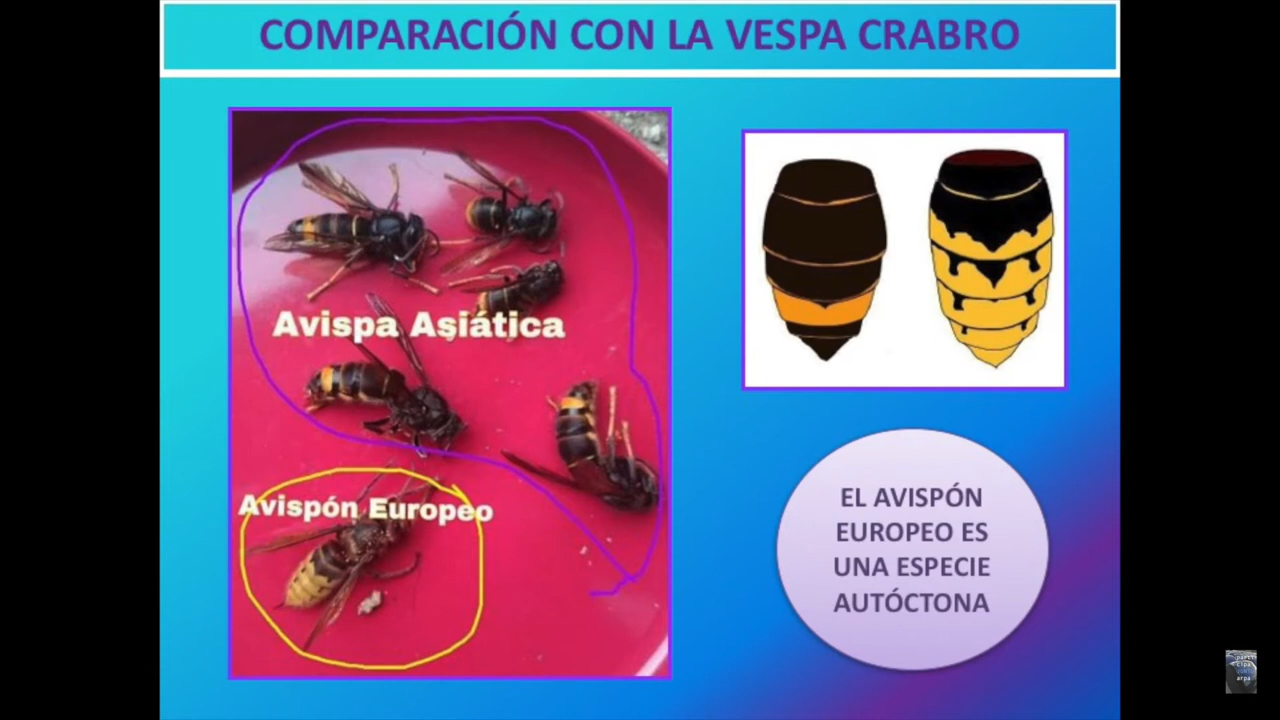 COMPARACIÓN CON LA VESPA CRABRO
Avispa Asiática
Avispón Europeo
EL AVISPÓN
EUROPEO ES
UNA ESPECIE
AUTÓCTONA